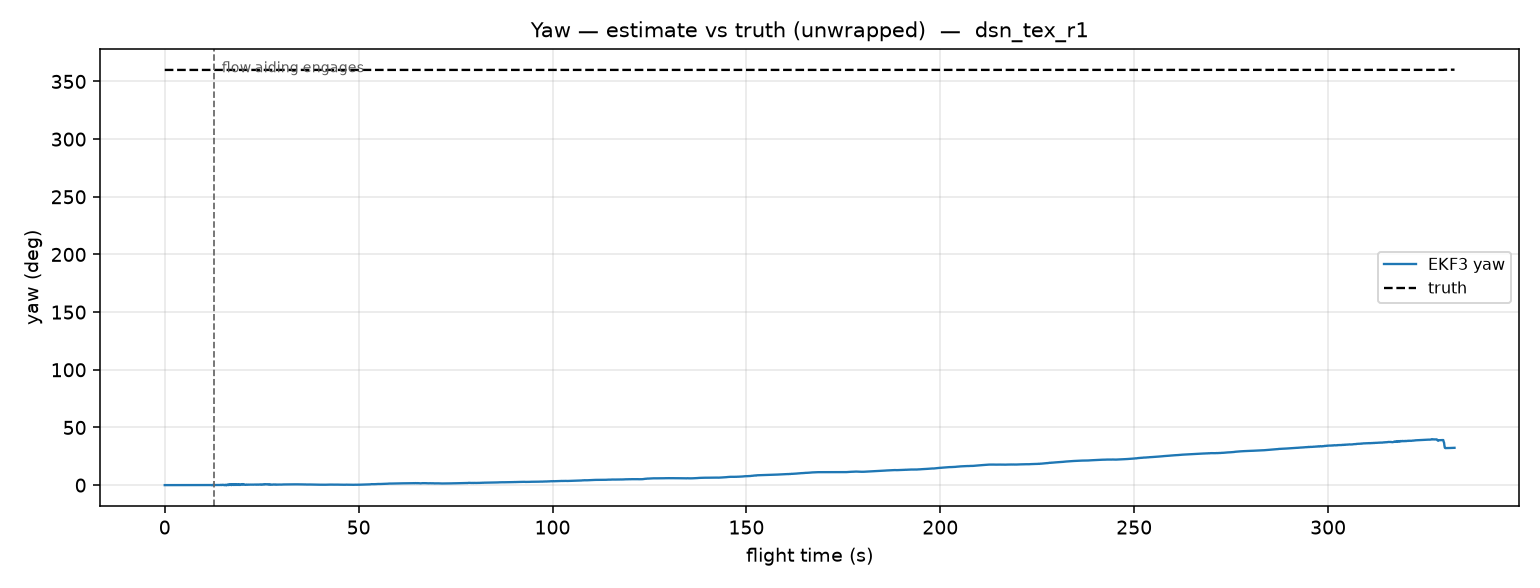 Yaw — estimate vs truth (unwrapped) — dsn_tex_r1
flow aiding engages
yaw (deg)
350
300
250
200
150
100
50
0
EKF3 yaw
truth
0 50 100 150 200 250 300
flight time (s)